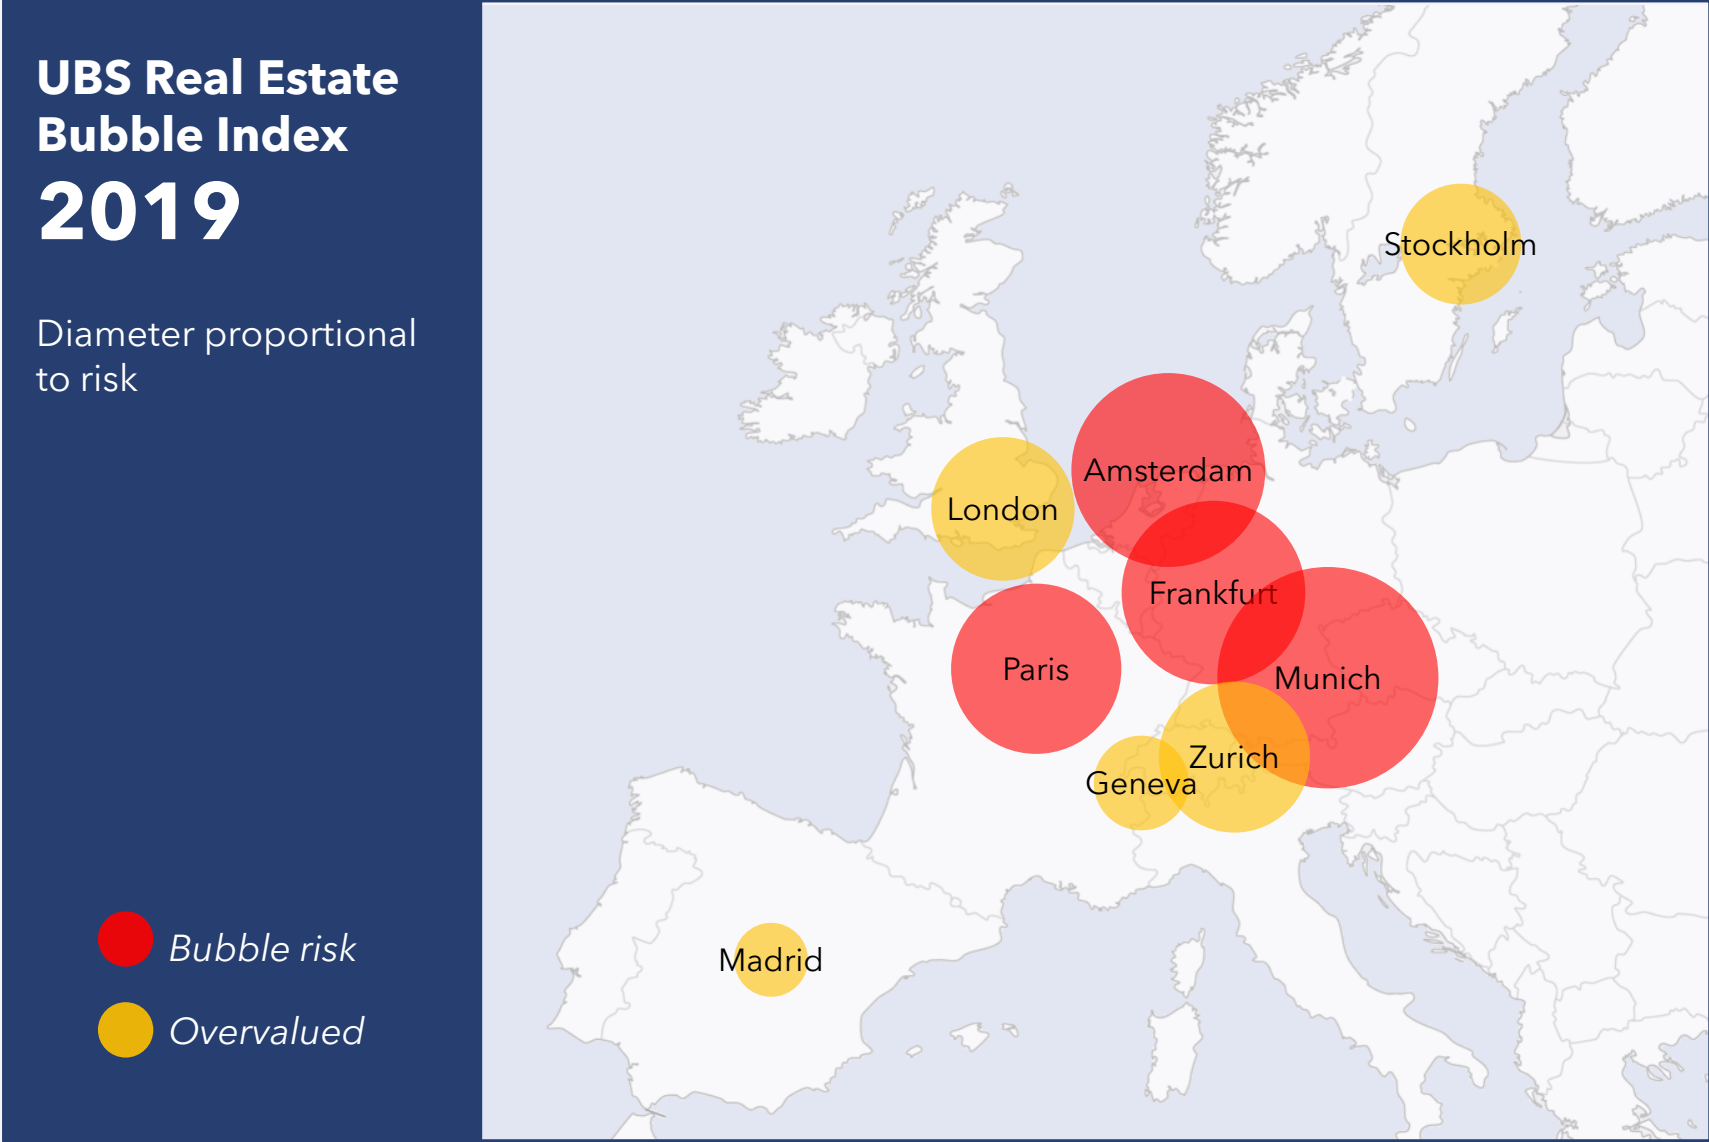 UBS Real Estate
Bubble Index
2019
Diameter proportional
to risk
Bubble risk
Overvalued
Stockholm
Amsterdam
London
Frankfurt
Paris
Munich
Zurich
Geneva
Madrid